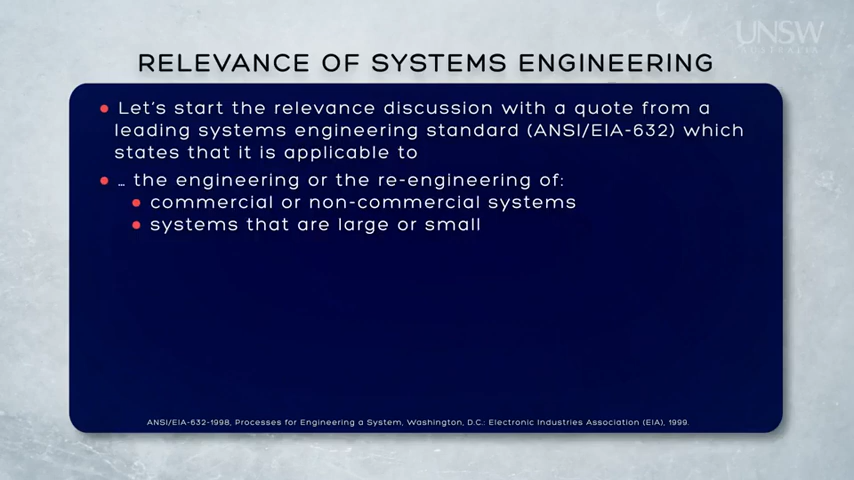 UNSW
AUSTRALIA
RELEVANCE OF SYSTEMS ENGINEERING
• Let's start the relevance discussion with a quote from a
leading systems engineering standard (ANSI/EIA-632) which
states that it is applicable to
• … the engineering or the re-engineering of:
• commercial or non-commercial systems
• systems that are large or small
ANSI/EIA-632-1998, Processes for Engineering a System, Washington, D.C.: Electronic Industries Association (EIA), 1999.